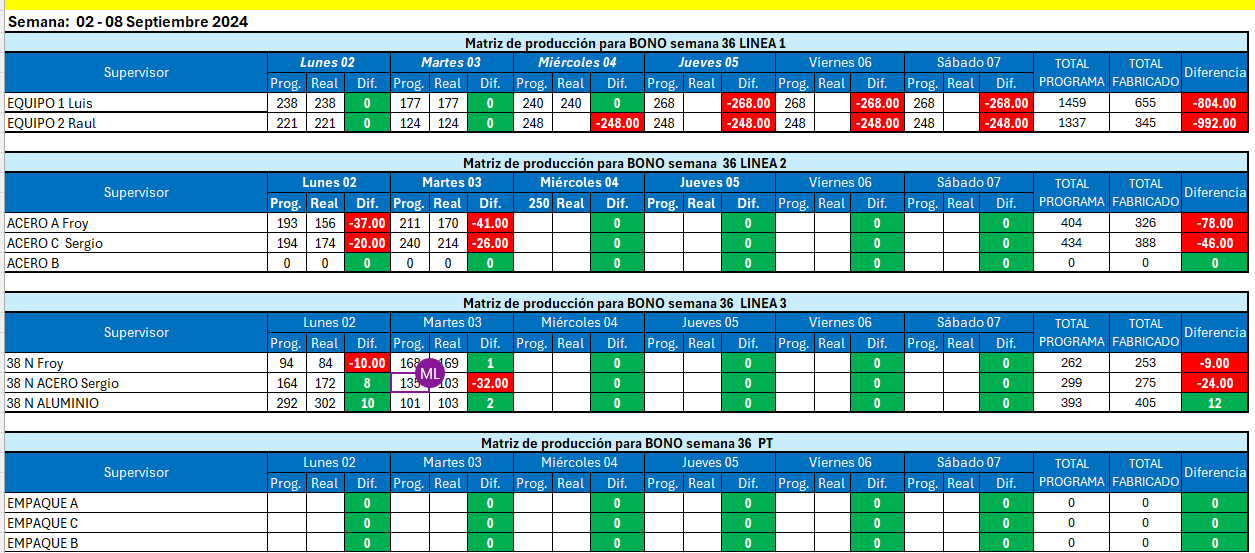 Semana: 02 - 08 Septiembre 2024
Matriz de producción para BONO semana 36 LINEA 1
Supervisor Lunes 02 Martes 03 Miércoles 04 Jueves 05 Viernes 06 Sábado 07 TOTAL PROGRAMA TOTAL FABRICADO Diferencia
Prog. Real Dif. Prog. Real Dif. Prog. Real Dif. Prog. Real Dif. Prog. Real Dif. Prog. Real Dif.
EQUIPO 1 Luis 238 238 0 177 177 0 240 240 0 268 -268.00 268 -268.00 268 -268.00 1459 655 -804.00
EQUIPO 2 Raul 221 221 0 124 124 0 248 -248.00 248 -248.00 248 -248.00 248 -248.00 1337 345 -992.00
Matriz de producción para BONO semana 36 LINEA 2
Supervisor Lunes 02 Martes 03 Miércoles 04 Jueves 05 Viernes 06 Sábado 07 TOTAL PROGRAMA TOTAL FABRICADO Diferencia
Prog. Real Dif. Prog. Real Dif. 250 Real Dif. Prog. Real Dif. Prog. Real Dif. Prog. Real Dif.
ACERO A Froy 193 156 -37.00 211 170 -41.00 0 0 0 0 404 326 -78.00
ACERO C Sergio 194 174 -20.00 240 214 -26.00 0 0 0 0 434 388 -46.00
ACERO B 0 0 0 0 0 0 0 0 0 0 0 0 0
Matriz de producción para BONO semana 36 LINEA 3
Supervisor Lunes 02 Martes 03 Miércoles 04 Jueves 05 Viernes 06 Sábado 07 TOTAL PROGRAMA TOTAL FABRICADO Diferencia
Prog. Real Dif. Prog. Real Dif. Prog. Real Dif. Prog. Real Dif. Prog. Real Dif. Prog. Real Dif.
38 N Froy 94 84 -10.00 168 169 1 0 0 0 0 262 253 -9.00
ML
38 N ACERO Sergio 164 172 8 135 103 -32.00 0 0 0 0 299 275 -24.00
38 N ALUMINIO 292 302 10 101 103 2 0 0 0 0 393 405 12
Matriz de producción para BONO semana 36 PT
Supervisor Lunes 02 Martes 03 Miércoles 04 Jueves 05 Viernes 06 Sábado 07 TOTAL PROGRAMA TOTAL FABRICADO Diferencia
Prog. Real Dif. Prog. Real Dif. Prog. Real Dif. Prog. Real Dif. Prog. Real Dif. Prog. Real Dif.
EMPAQUE A 0 0 0 0 0 0 0 0 0
EMPAQUE C 0 0 0 0 0 0 0 0 0
EMPAQUE B 0 0 0 0 0 0 0 0 0